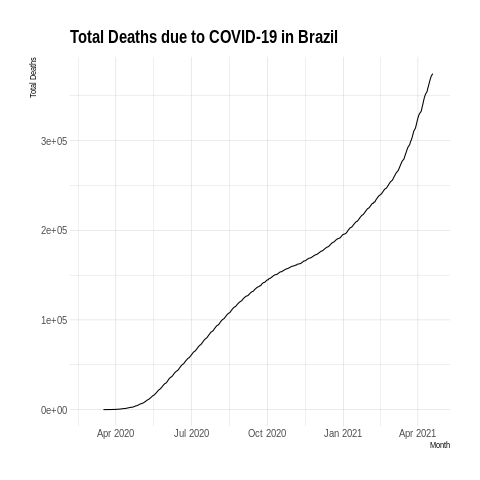 Total Deaths due to COVID-19 in Brazil
Total Deaths
3e+05
2e+05
1e+05
0e+00
Apr 2020 Jul 2020 Oct 2020 Jan 2021 Apr 2021
Month